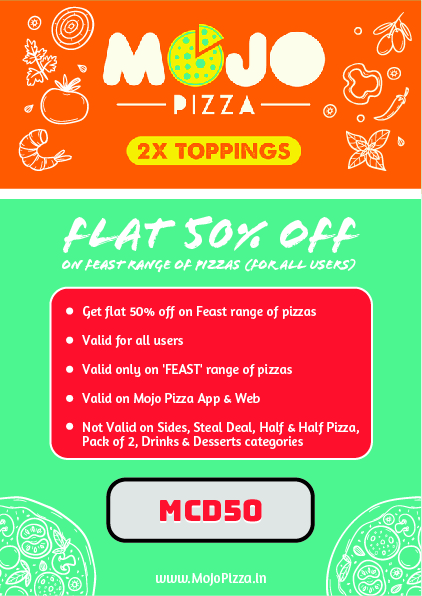 MOJO
PIZZA
2X TOPPINGS
FLAT 50% OFF
ON FEAST RANGE OF PIZZAS (FOR ALL USERS)
Get flat 50% off on Feast range of pizzas
Valid for all users
Valid only on 'FEAST' range of pizzas
Valid on Mojo Pizza App & Web
Not Valid on Sides, Steal Deal, Half & Half Pizza,
Pack of 2, Drinks & Desserts categories
MCD50
www.MojoPizza.in